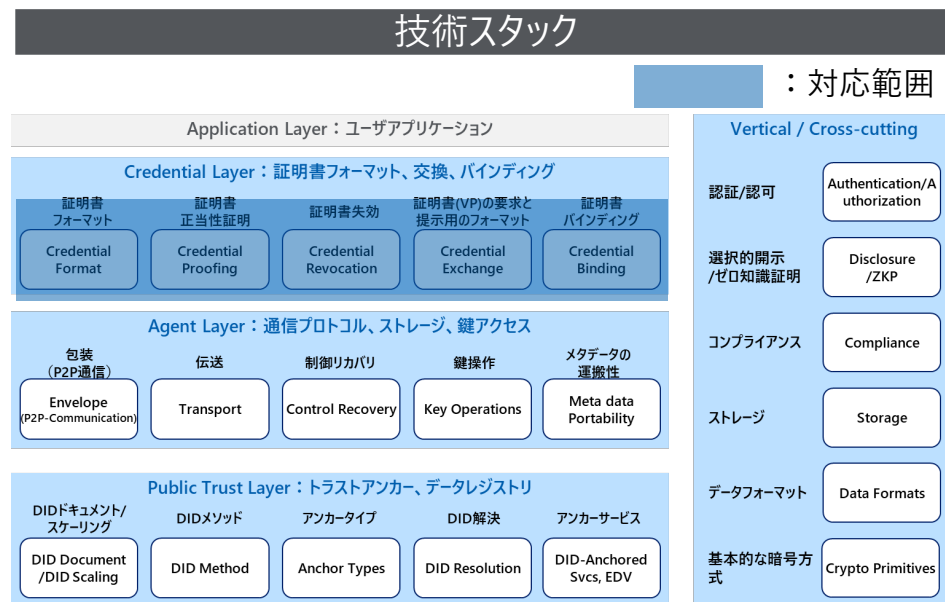 技術スタック
：対応範囲
Application Layer：ユーザアプリケーション
Credential Layer：証明書フォーマット、交換、バインディング
証明書
フォーマット
Credential
Format
証明書
正当性証明
Credential
Proofing
証明書失効
Credential
Revocation
証明書(VP)の要求と
提示用のフォーマット
Credential
Exchange
証明書
バインディング
Credential
Binding
Agent Layer：通信プロトコル、ストレージ、鍵アクセス
包装
（P2P通信）
Envelope
(P2P-Communication)
伝送
Transport
制御リカバリ
Control Recovery
鍵操作
Key Operations
メタデータの
運搬性
Meta data
Portability
Public Trust Layer：トラストアンカー、データレジストリ
DIDドキュメント/
スケーリング
DID Document
/DID Scaling
DIDメソッド
DID Method
アンカータイプ
Anchor Types
DID解決
DID Resolution
アンカーサービス
DID-Anchored
Svcs, EDV
Vertical / Cross-cutting
認証/認可
Authentication/A
uthorization
選択的開示
/ゼロ知識証明
Disclosure
/ZKP
コンプライアンス
Compliance
ストレージ
Storage
データフォーマット
Data Formats
基本的な暗号方
式
Crypto Primitives